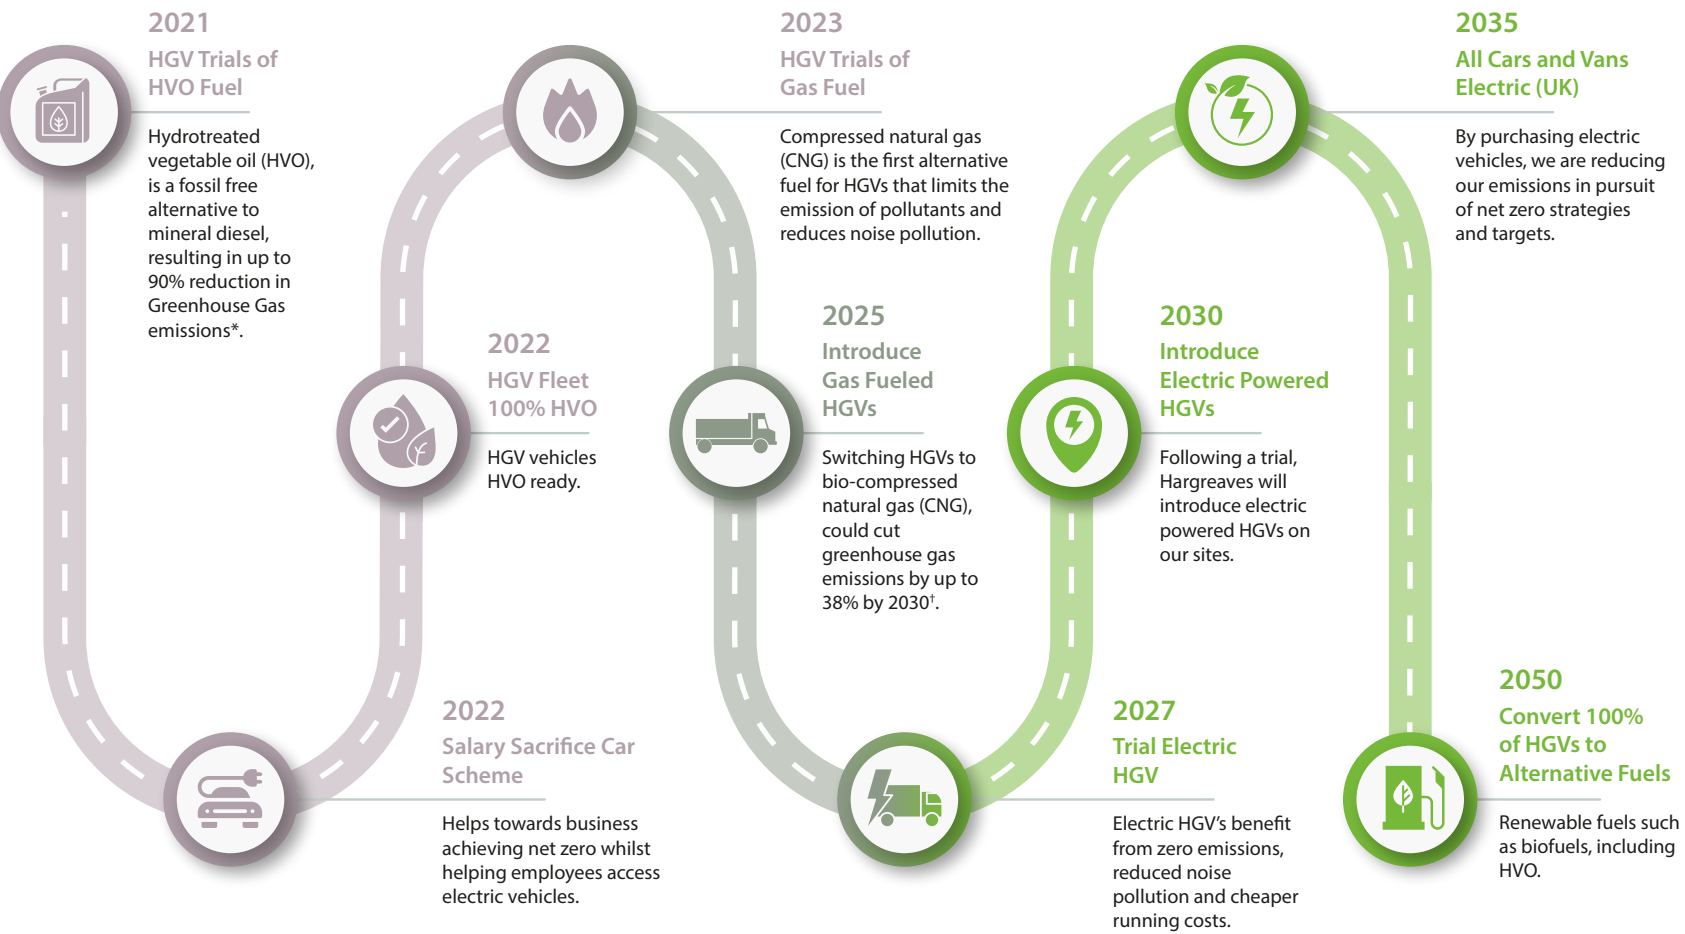 2021
HGV Trials of
HVO Fuel
Hydrotreated
vegetable oil (HVO),
is a fossil free
alternative to
mineral diesel,
resulting in up to
90% reduction in
Greenhouse Gas
emissions*.
2022
Salary Sacrifice Car
Scheme
Helps towards business
achieving net zero whilst
helping employees access
electric vehicles.
2022
HGV Fleet
100% HVO
HGV vehicles
HVO ready.
2023
HGV Trials of
Gas Fuel
Compressed natural gas
(CNG) is the first alternative
fuel for HGVs that limits the
emission of pollutants and
reduces noise pollution.
2025
Introduce
Gas Fueled
HGVs
Switching HGVs to
bio-compressed
natural gas (CNG),
could cut
greenhouse gas
emissions by up to
38% by 2030†.
2027
Trial Electric
HGV
Electric HGV’s benefit
from zero emissions,
reduced noise
pollution and cheaper
running costs.
2030
Introduce
Electric Powered
HGVs
Following a trial,
Hargreaves will
introduce electric
powered HGVs on
our sites.
2035
All Cars and Vans
Electric (UK)
By purchasing electric
vehicles, we are reducing
our emissions in pursuit
of net zero strategies
and targets.
2050
Convert 100%
of HGVs to
Alternative Fuels
Renewable fuels such
as biofuels, including
HVO.